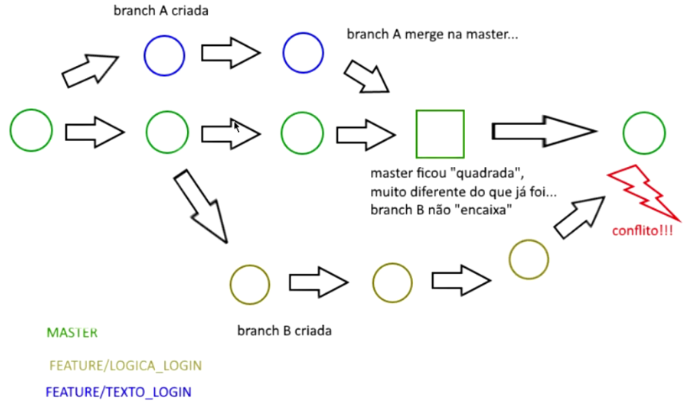 branch A criada
branch A merge na master...
master ficou "quadrada",
muito diferente do que já foi...
branch B não "encaixa"
conflito!!!
branch B criada
MASTER
FEATURE/LOGICA_LOGIN
FEATURE/TEXTO_LOGIN